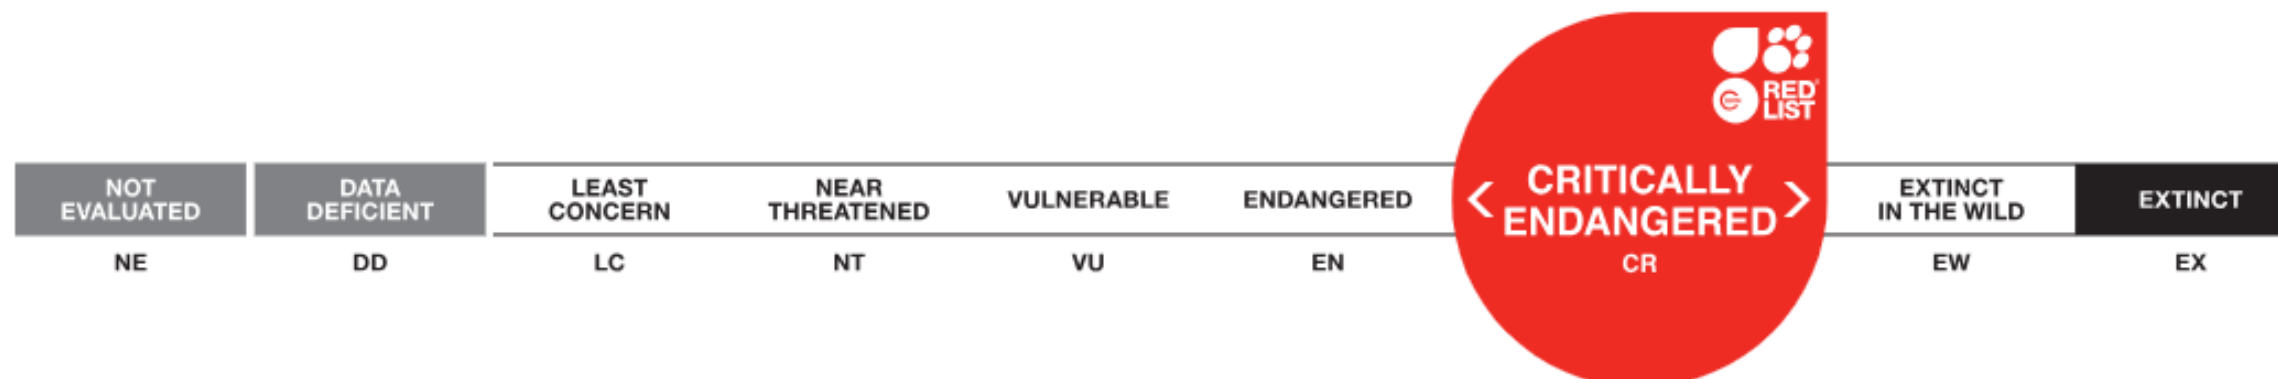 RED
LIST
NOT
EVALUATED
DATA
DEFICIENT
LEAST
CONCERN
NEAR
THREATENED
VULNERABLE
ENDANGERED
< CRITICALLY >
ENDANGERED
EXTINCT
IN THE WILD
EXTINCT
NE
DD
LC
NT
VU
EN
CR
EW
EX